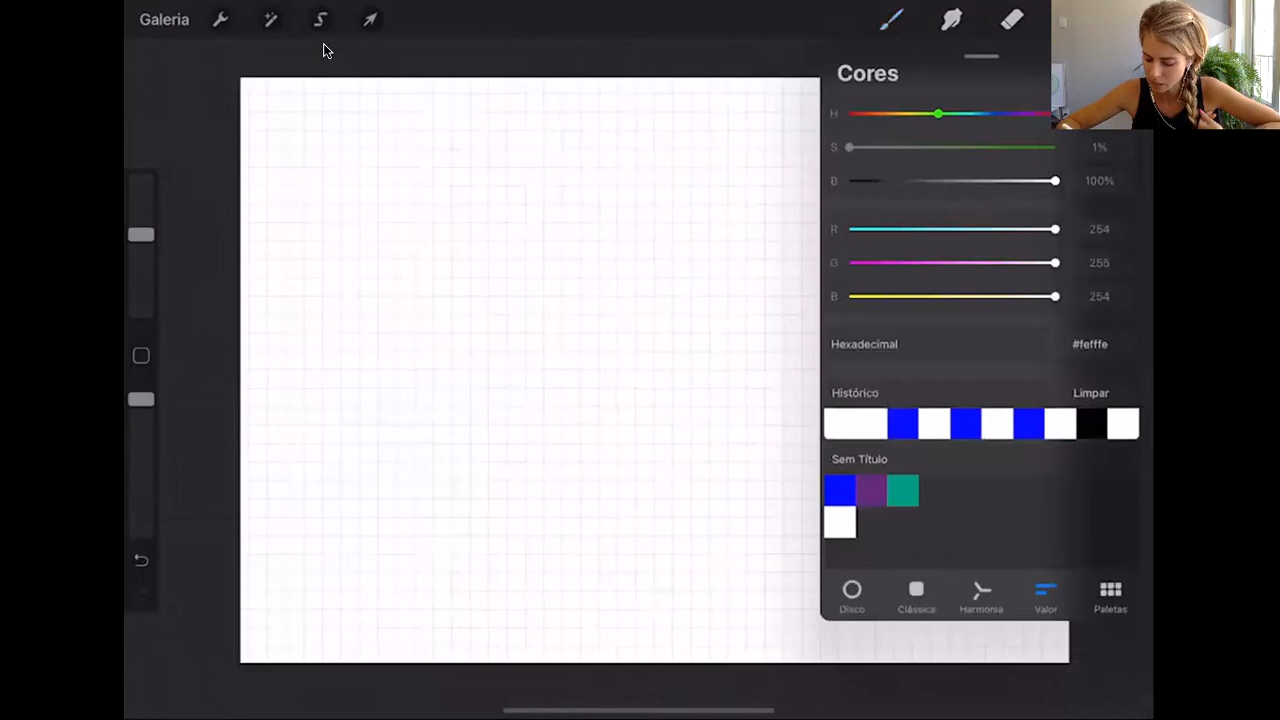 Galeria
Cores
H
S 1%
B 100%
R 254
G 255
B 254
Hexadecimal #fefffe
Histórico Limpar
Sem Título
Disco Clássica Harmonia Valor Paletas